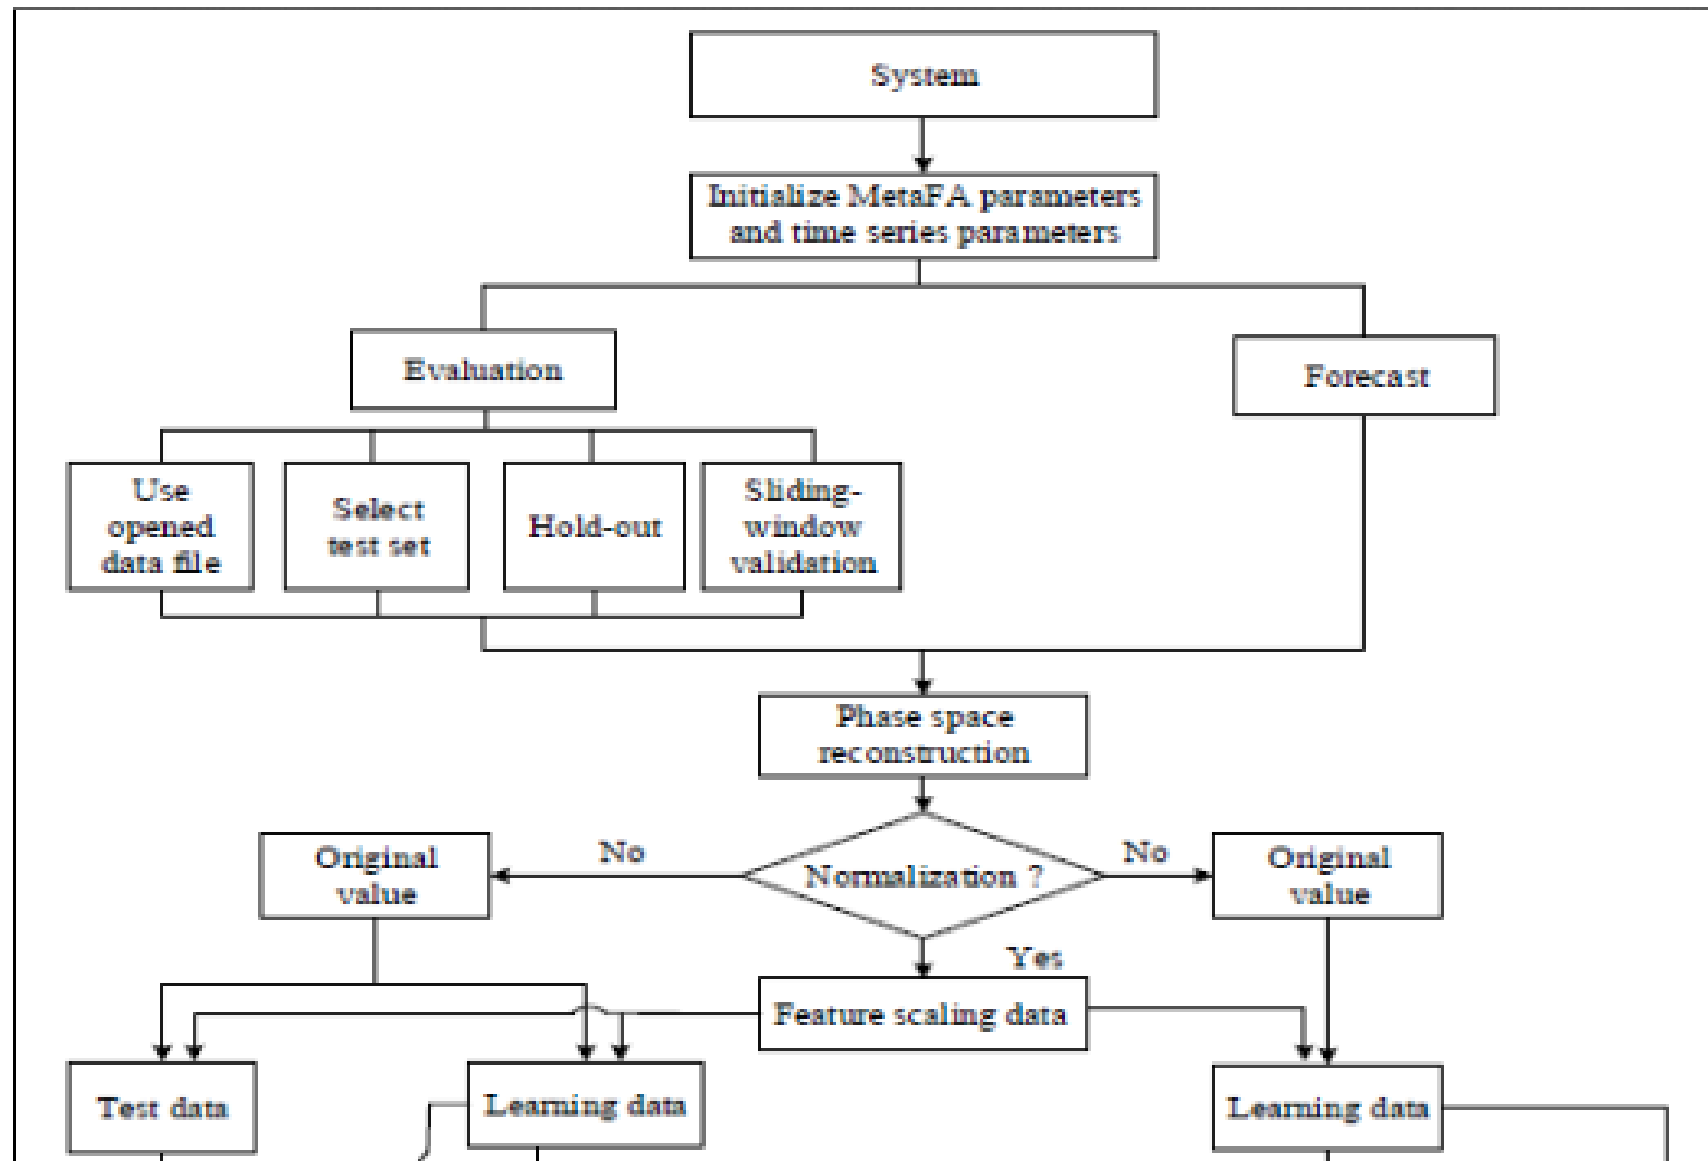 System
Initialize MetaFA parameters
and time series parameters
Evaluation
Forecast
Use
opened
data file
Select
test set
Hold-out
Sliding-
window
validation
Phase space
reconstruction
Original
value
No
Normalization ?
No
Original
value
Yes
Feature scaling data
Test data
Learning data
Learning data